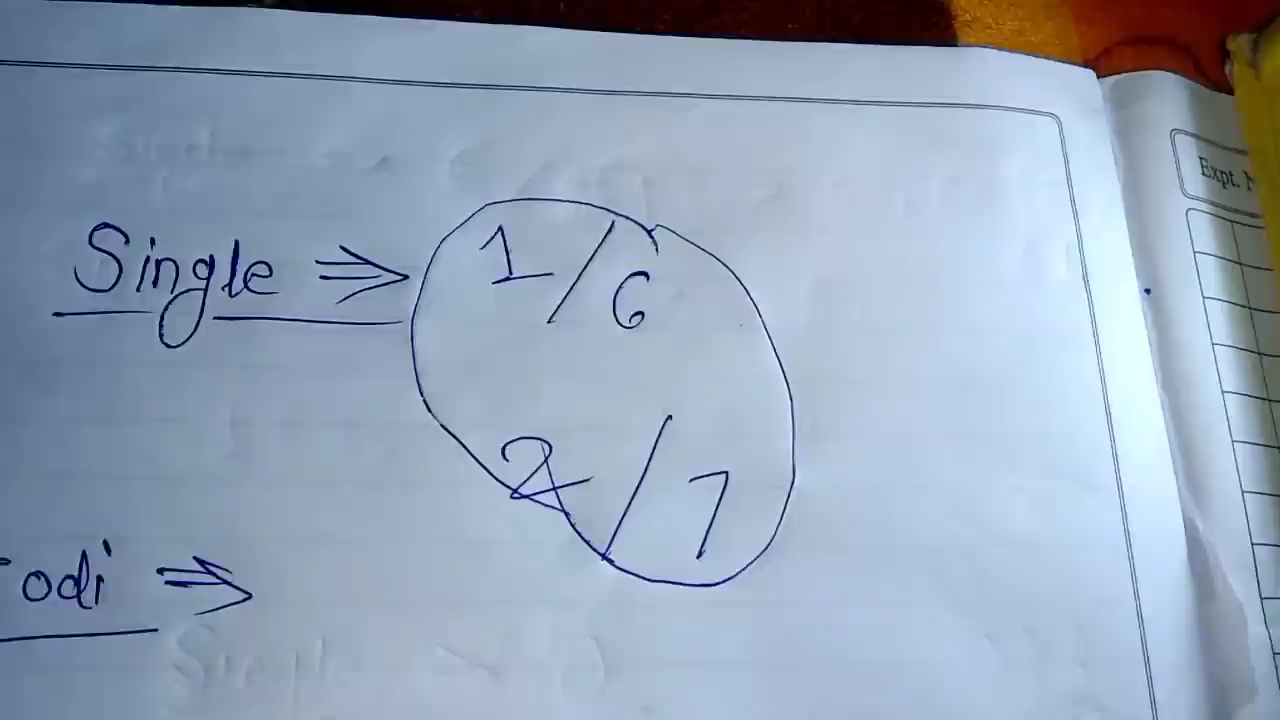 Single ⇒ 1/6
2/7
odi ⇒
Expt.